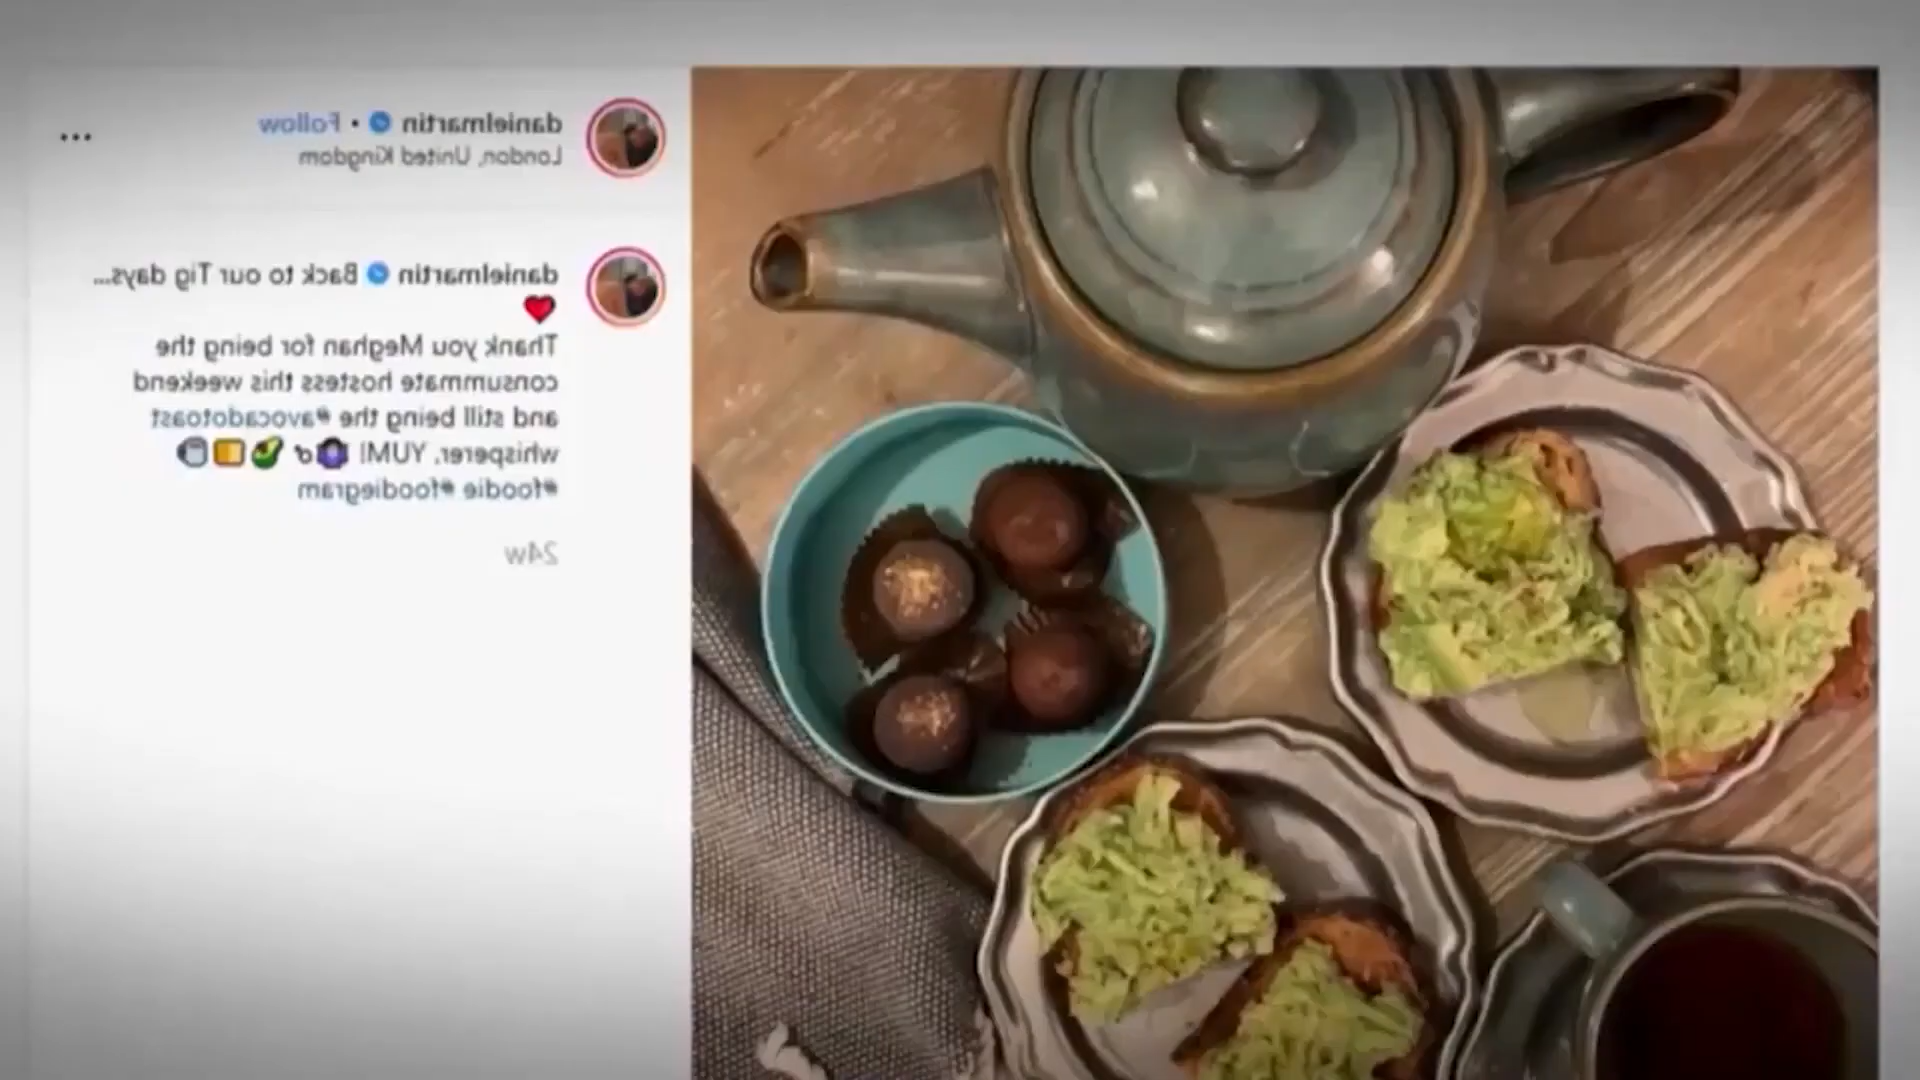 danielmartin • Follow
London, United Kingdom
danielmartin Back to our Tig days...
❤️
Thank you Meghan for being the
consummate hostess this weekend
and still being the #avocadotoast
whisperer, YUM!
#foodie #foodiegram
24w